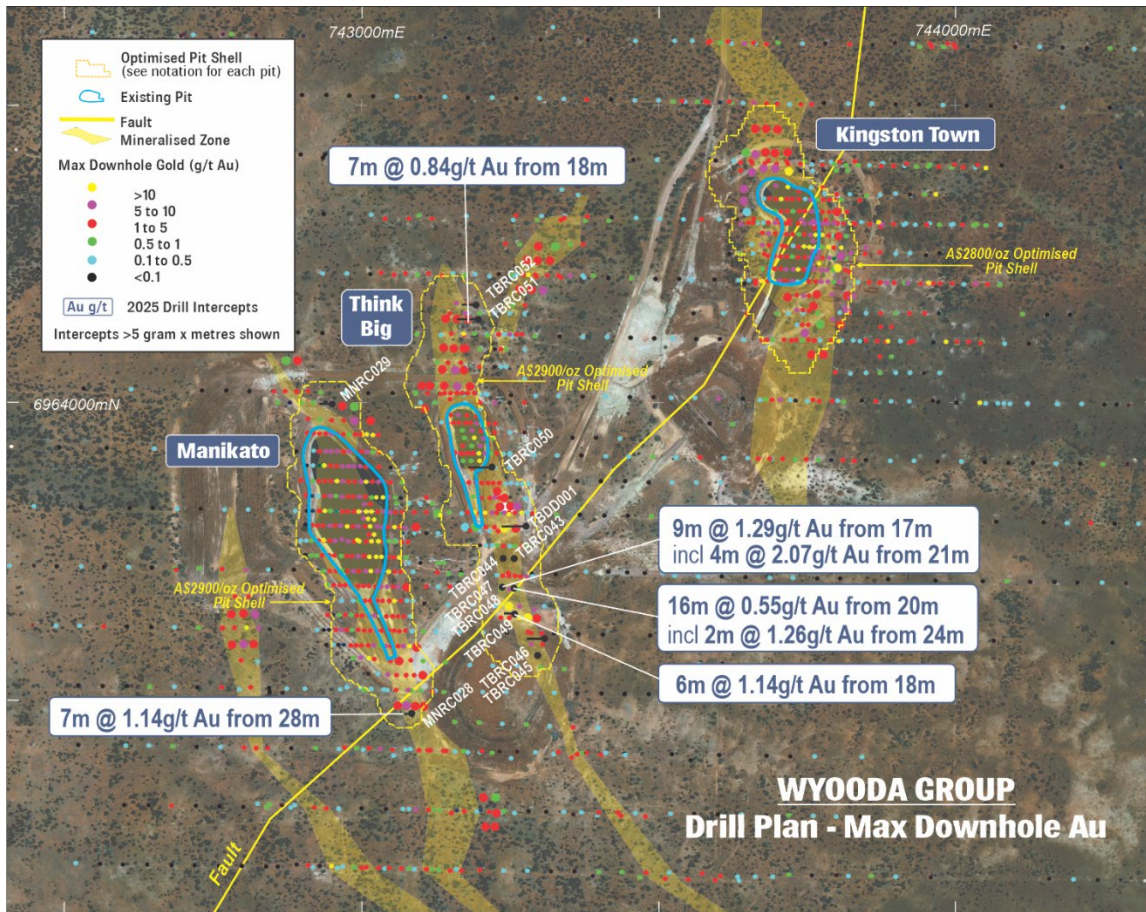 743000mE
744000mE
Optimised Pit Shell
(see notation for each pit)
Existing Pit
Fault
Mineralised Zone
Max Downhole Gold (g/t Au)
>10
5 to 10
1 to 5
0.5 to 1
0.1 to 0.5
<0.1
Au g/t 2025 Drill Intercepts
Intercepts >5 gram x metres shown
Kingston Town
7m @ 0.84g/t Au from 18m
A$2800/oz Optimised
Pit Shell
TBRC052
TBRC051
Think
Big
A$2900/oz Optimised
Pit Shell
MNRC029
6964000mN
Manikato
TBRC050
TBDD001
TBRC043
9m @ 1.29g/t Au from 17m
incl 4m @ 2.07g/t Au from 21m
TBRC044
TBRC047
TBRC048
A$2900/oz Optimised
Pit Shell
16m @ 0.55g/t Au from 20m
incl 2m @ 1.26g/t Au from 24m
TBRC049
TBRC046
TBRC045
6m @ 1.14g/t Au from 18m
MNRC028
7m @ 1.14g/t Au from 28m
WYOODA GROUP
Drill Plan - Max Downhole Au
Fault